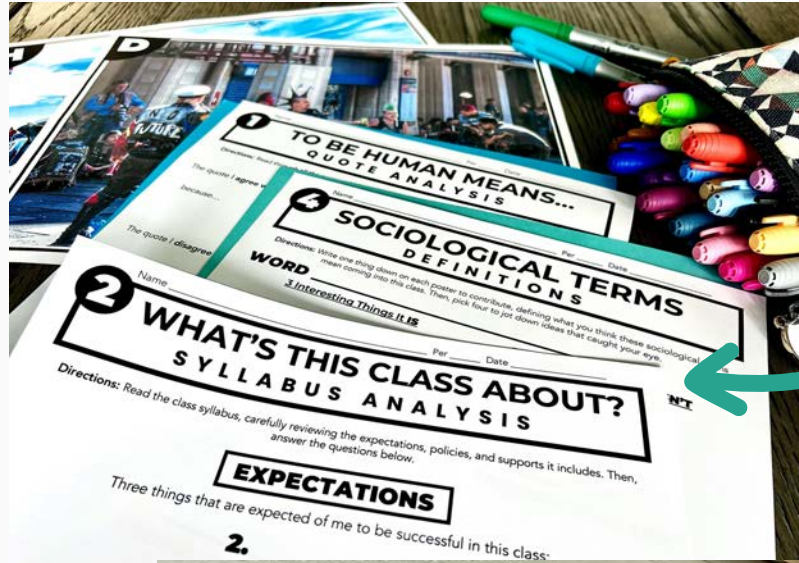 D
NO
FUTURE
1
TO BE HUMAN MEANS...
QUOTE ANALYSIS
Per Date
Directions: Read
The quote I agree
because...
The quote I disagree
4
Name
SOCIOLOGICAL TERMS
DEFINITIONS
Per Date
Directions: Write one thing down on each poster to contribute, defining what you think these sociological
mean coming into this class. Then, pick four to jot down ideas that caught your eye.
WORD
3 Interesting Things It IS
is
N'T
2
Name
WHAT'S THIS CLASS ABOUT?
SYLLABUS ANALYSIS
Per Date
Directions: Read the class syllabus, carefully reviewing the expectations, policies, and supports it includes. Then,
answer the questions below.
EXPECTATIONS
Three things that are expected of me to be successful in this class:
2.